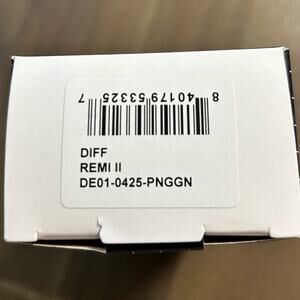 8 40179 53325 7
DIFF
REMI II
DE01-0425-PNGGN